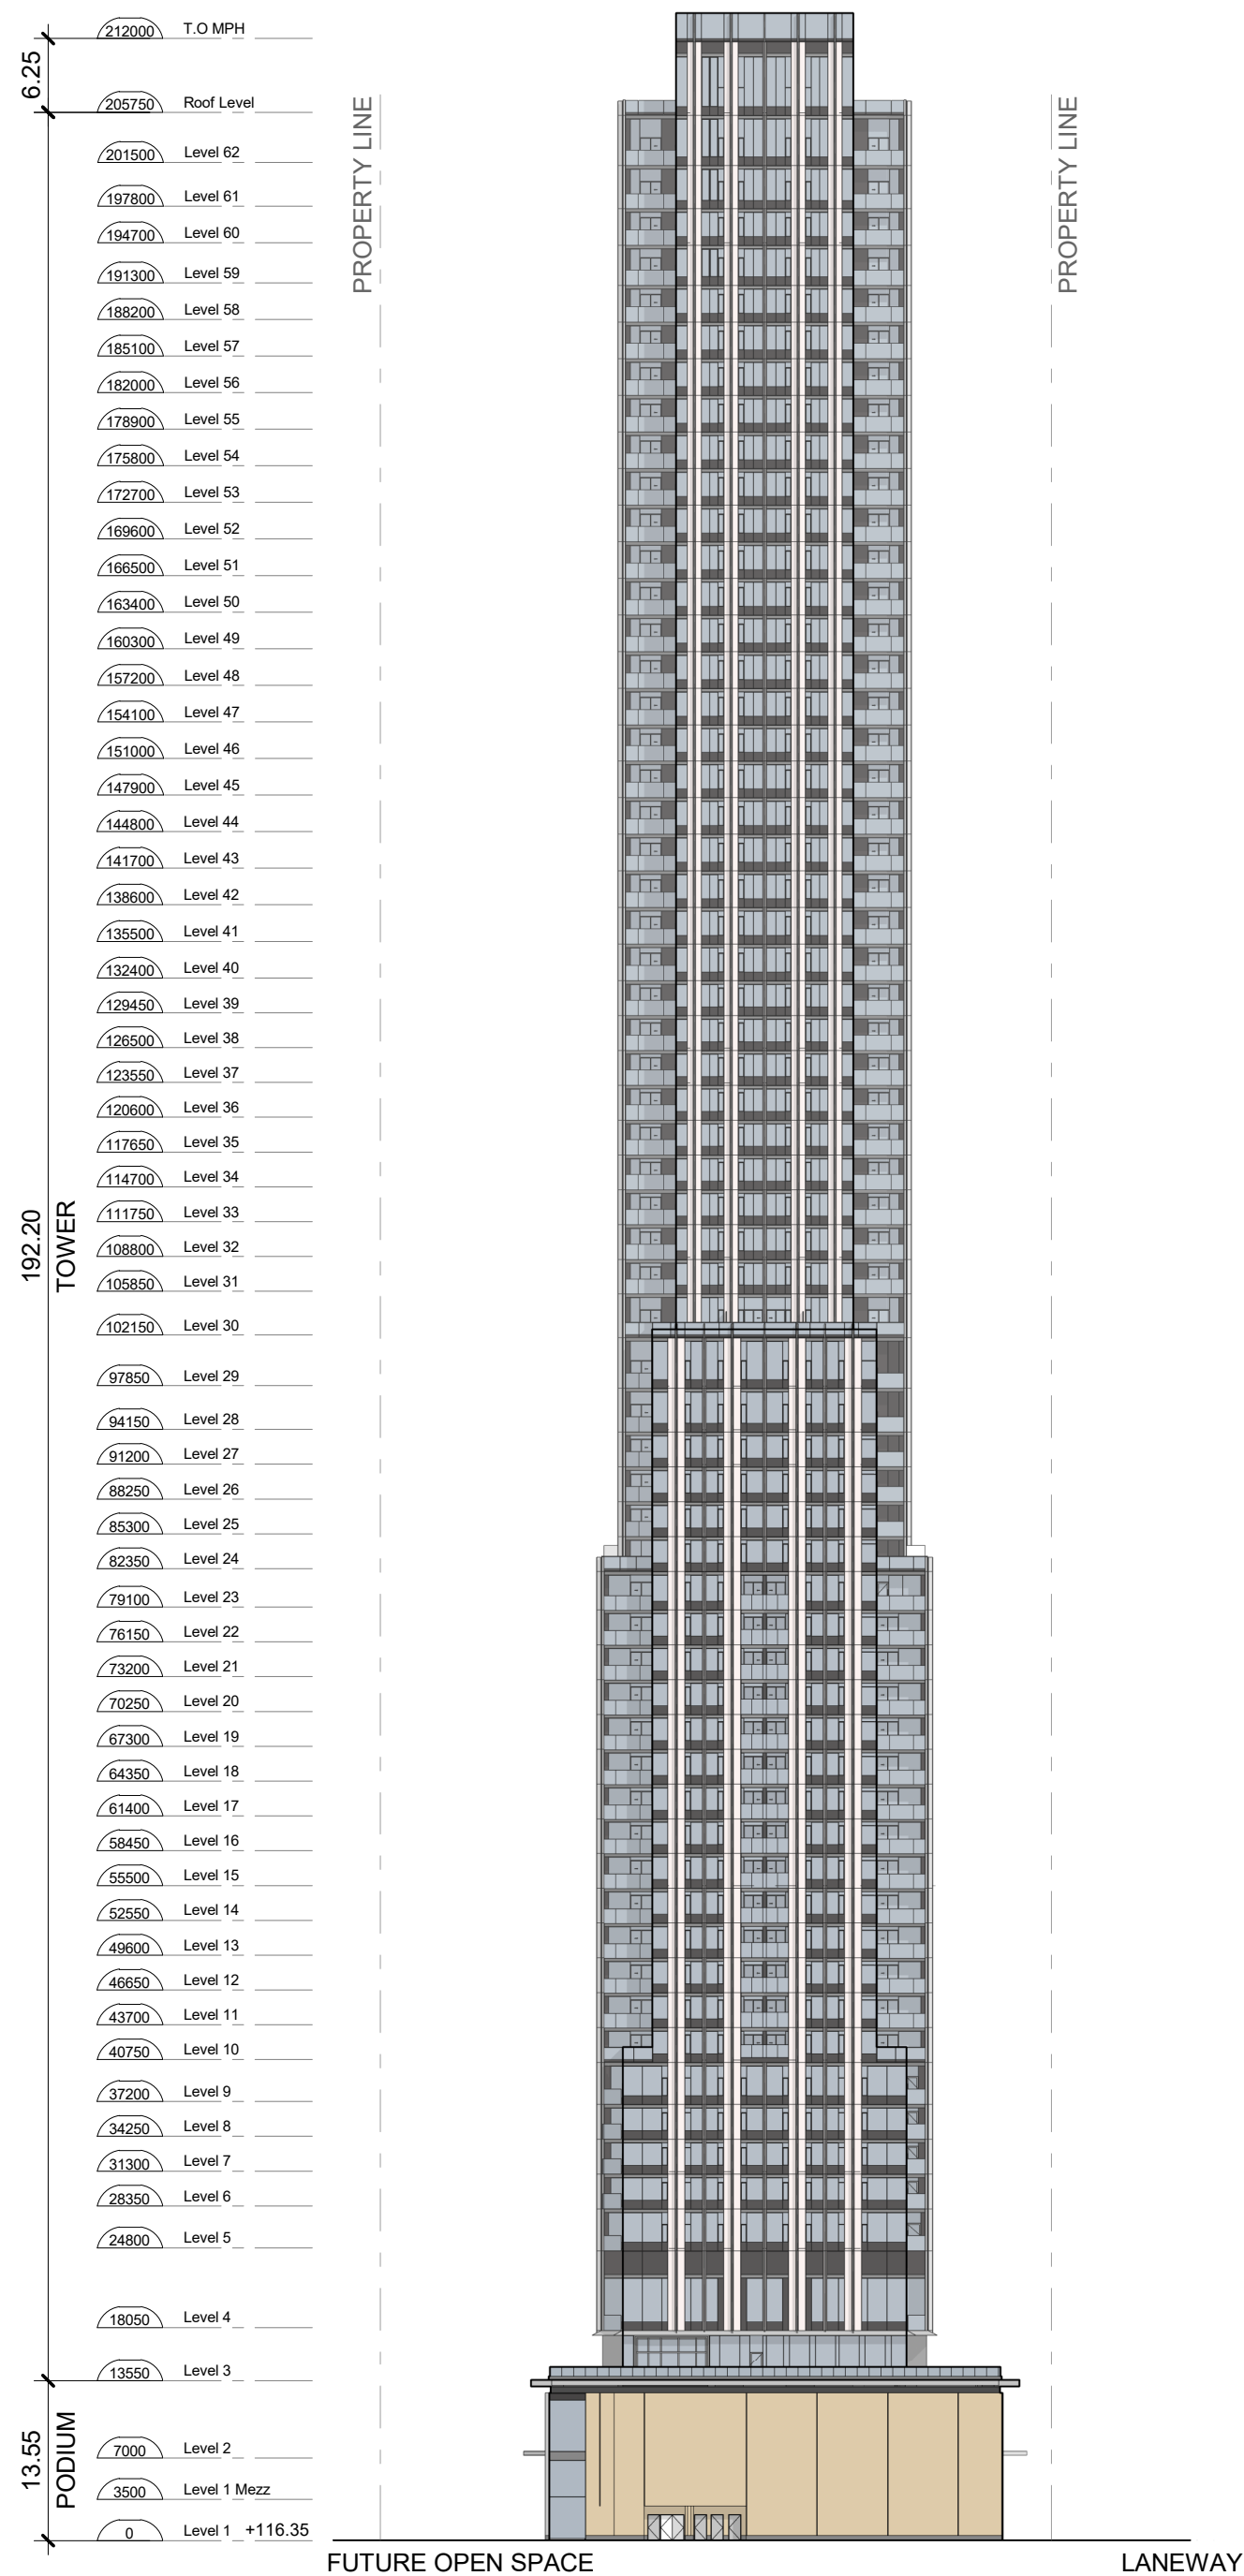 212000 T.O MPH
6.25
205750 Roof Level
PROPERTY LINE
PROPERTY LINE
201500 Level 62
197800 Level 61
194700 Level 60
191300 Level 59
188200 Level 58
185100 Level 57
182000 Level 56
178900 Level 55
175800 Level 54
172700 Level 53
169600 Level 52
166500 Level 51
163400 Level 50
160300 Level 49
157200 Level 48
154100 Level 47
151000 Level 46
147900 Level 45
144800 Level 44
141700 Level 43
138600 Level 42
135500 Level 41
132400 Level 40
129450 Level 39
126500 Level 38
123550 Level 37
120600 Level 36
117650 Level 35
114700 Level 34
111750 Level 33
192.20
TOWER
108800 Level 32
105850 Level 31
102150 Level 30
97850 Level 29
94150 Level 28
91200 Level 27
88250 Level 26
85300 Level 25
82350 Level 24
79100 Level 23
76150 Level 22
73200 Level 21
70250 Level 20
67300 Level 19
64350 Level 18
61400 Level 17
58450 Level 16
55500 Level 15
52550 Level 14
49600 Level 13
46650 Level 12
43700 Level 11
40750 Level 10
37200 Level 9
34250 Level 8
31300 Level 7
28350 Level 6
24800 Level 5
18050 Level 4
13550 Level 3
13.55
PODIUM
7000 Level 2
3500 Level 1 Mezz
0 Level 1 +116.35
FUTURE OPEN SPACE
LANEWAY